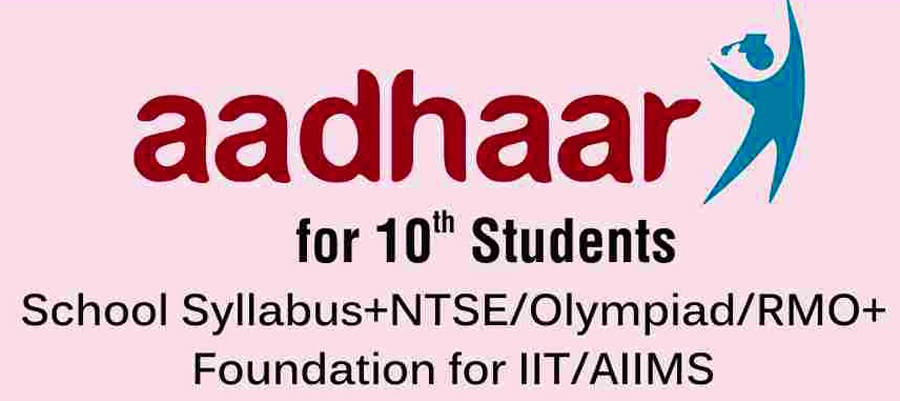 aadhaar
for 10th Students
School Syllabus+NTSE/Olympiad/RMO+
Foundation for IIT/AIIMS